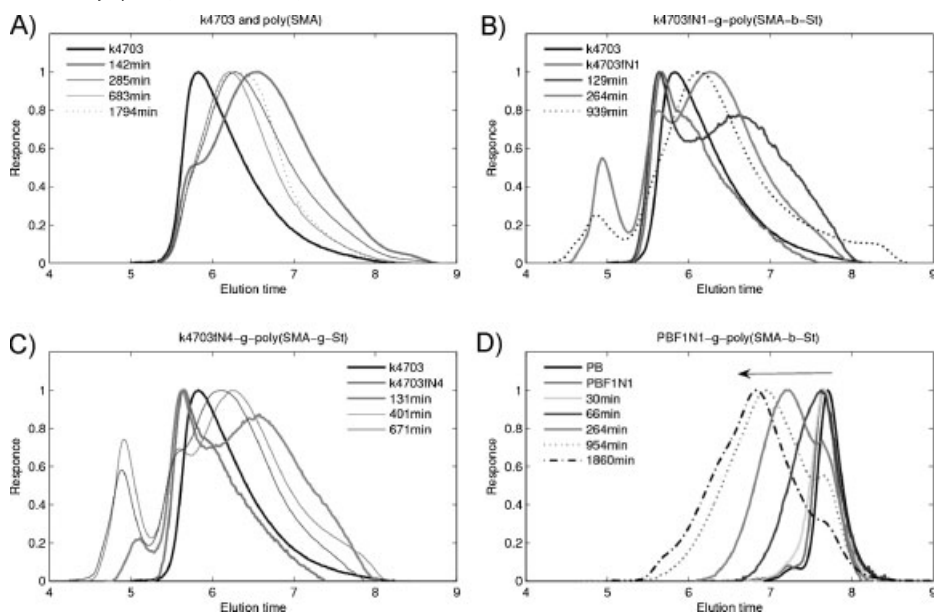 A)
k4703 and poly(SMA)
k4703
142min
285min
683min
1794min
Responce
1
0.8
0.6
0.4
0.2
0
4 5 6 7 8 9
Elution time
B)
k4703fN1-g-poly(SMA-b-St)
k4703
k4703fN1
129min
264min
939min
Responce
1
0.8
0.6
0.4
0.2
0
4 5 6 7 8 9
Elution time
C)
k4703fN4-g-poly(SMA-g-St)
k4703
k4703fN4
131min
401min
671min
Responce
1
0.8
0.6
0.4
0.2
0
4 5 6 7 8 9
Elution time
D)
PBF1N1-g-poly(SMA-b-St)
PB
PBF1N1
30min
66min
264min
954min
1860min
Responce
1
0.8
0.6
0.4
0.2
0
4 5 6 7 8 9
Elution time